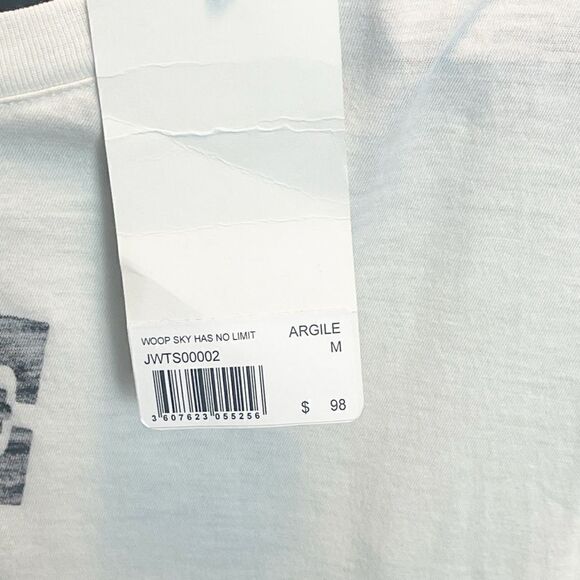 WOOP SKY HAS NO LIMIT ARGILE
JWTS00002 M
3 607623 055256 $ 98